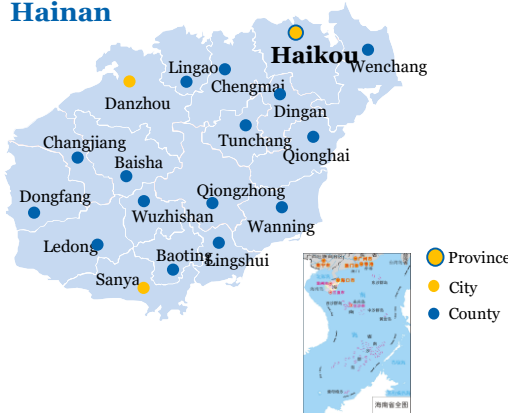 Hainan
Haikou
Wenchang
Lingao
Chengmai
Danzhou
Dingan
Tunchang
Qionghai
Changjiang
Baisha
Qiongzhong
Dongfang
Wuzhishan
Wanning
Ledong
Baoting
Lingshui
Sanya
Province
City
County
海南省全图